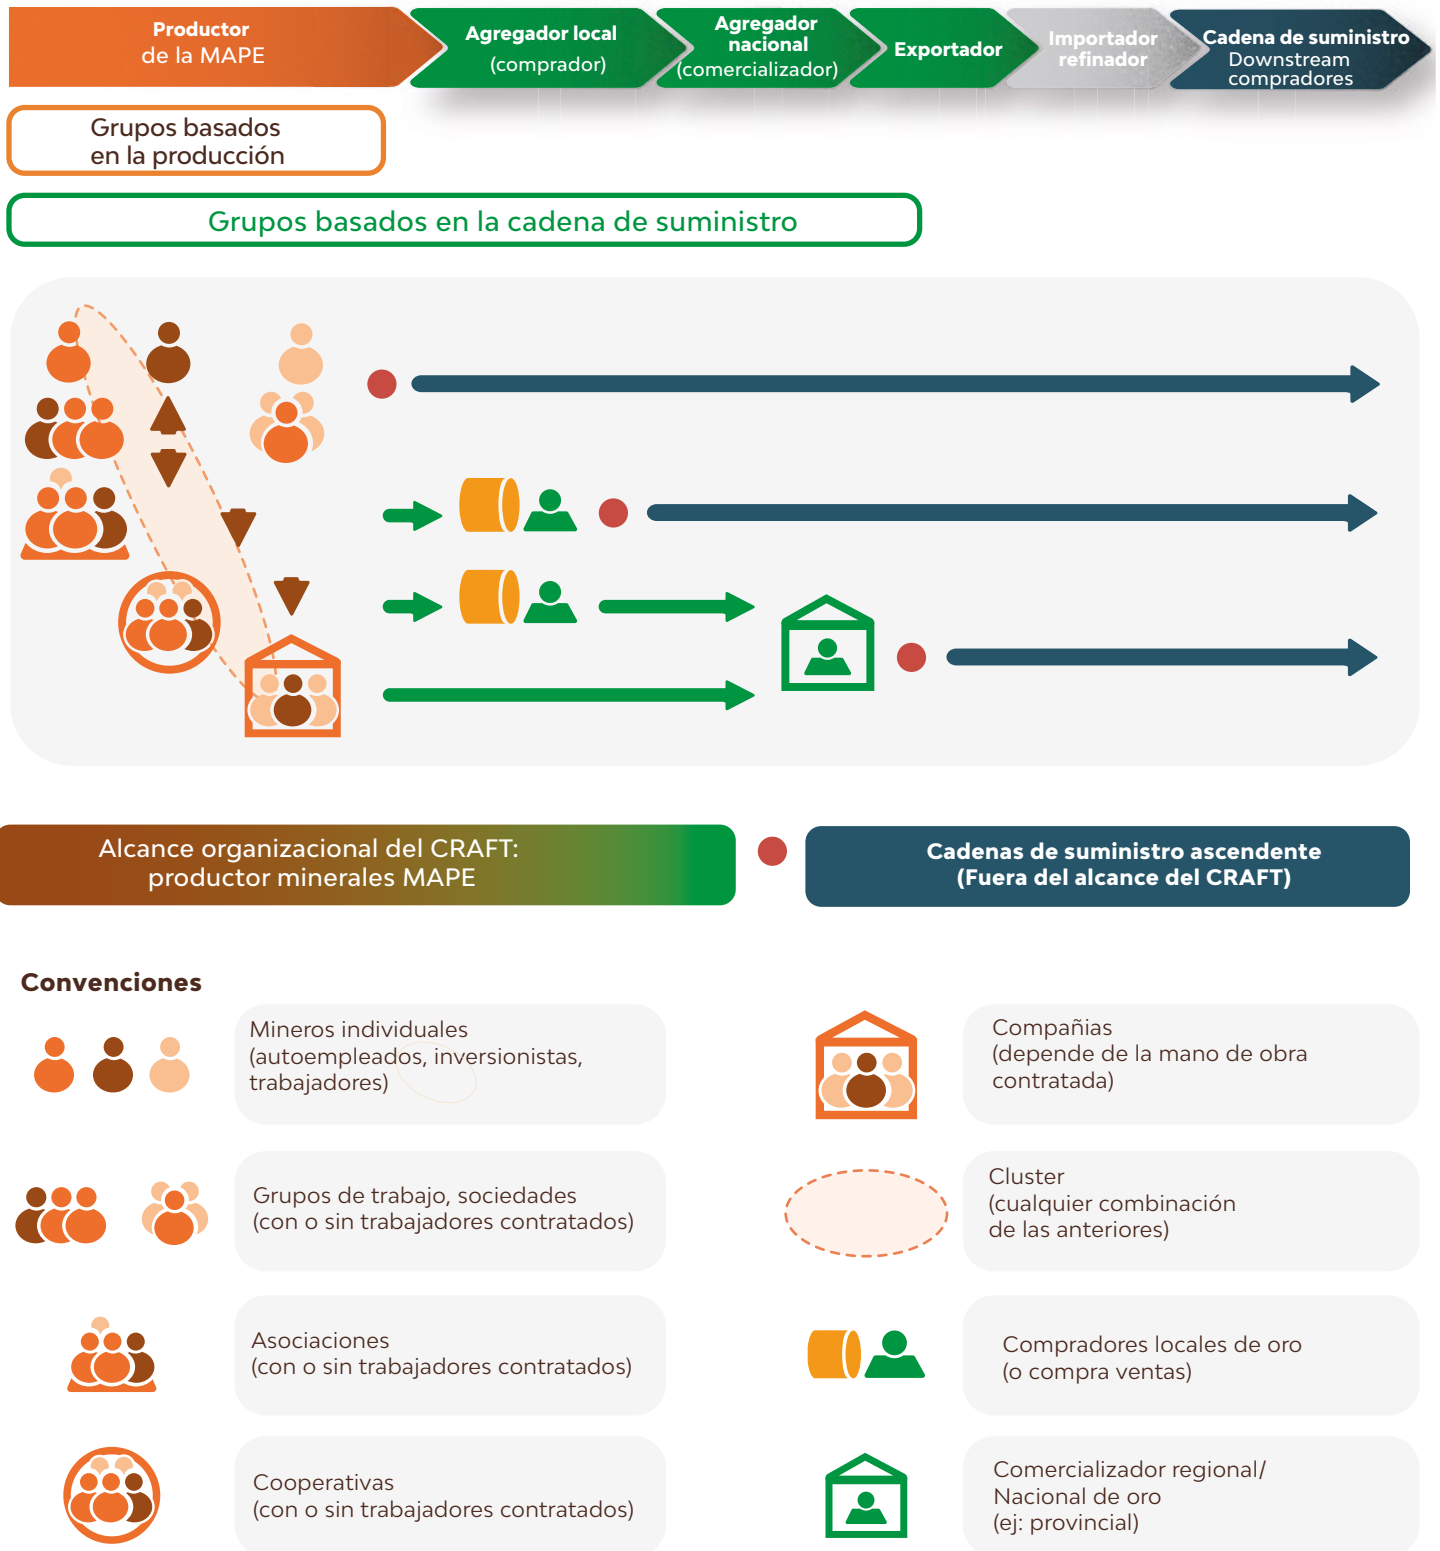 Productor
de la MAPE
Agregador local
(comprador)
Agregador
nacional
(comercializador)
Exportador
Importador
refinador
Cadena de suministro
Downstream
compradores
Grupos basados
en la producción
Grupos basados en la cadena de suministro
Alcance organizacional del CRAFT:
productor minerales MAPE
Cadenas de suministro ascendente
(Fuera del alcance del CRAFT)
Convenciones
Mineros individuales
(autoempleados, inversionistas,
trabajadores)
Compañias
(depende de la mano de obra
contratada)
Grupos de trabajo, sociedades
(con o sin trabajadores contratados)
Cluster
(cualquier combinación
de las anteriores)
Asociaciones
(con o sin trabajadores contratados)
Compradores locales de oro
(o compra ventas)
Cooperativas
(con o sin trabajadores contratados)
Comercializador regional/
Nacional de oro
(ej: provincial)